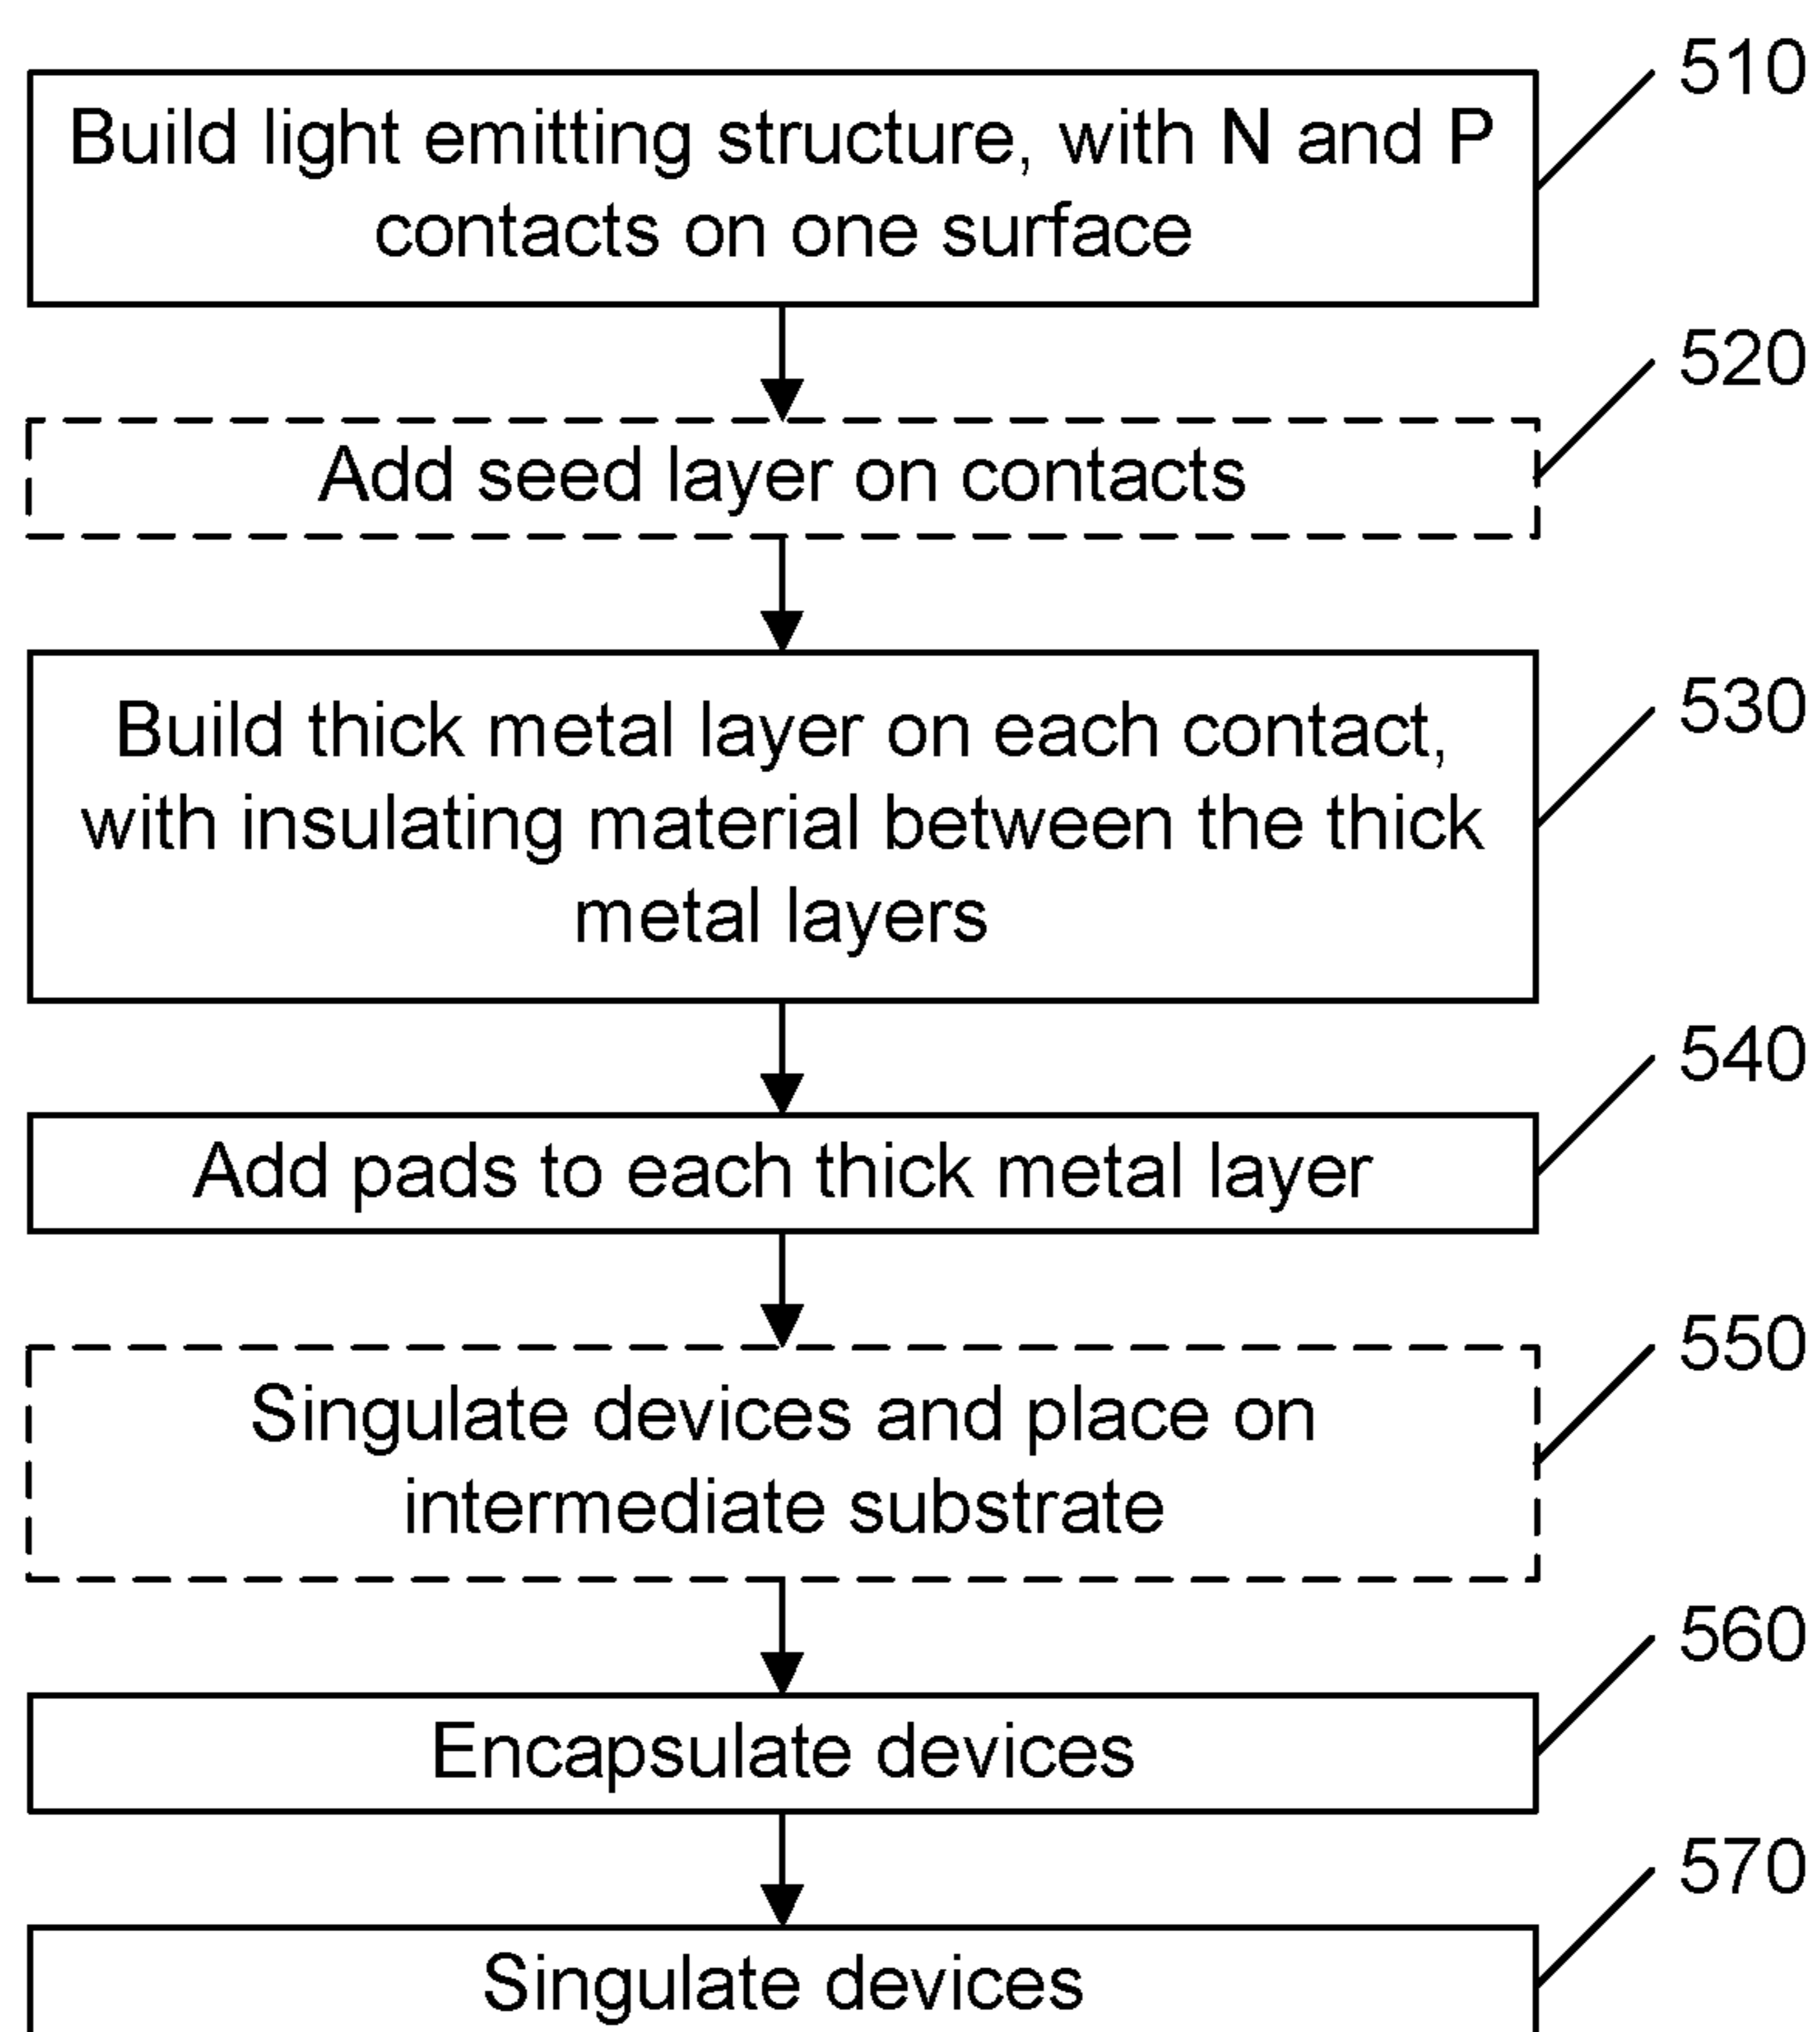 510
Build light emitting structure, with N and P
contacts on one surface
520
Add seed layer on contacts
530
Build thick metal layer on each contact,
with insulating material between the thick
metal layers
540
Add pads to each thick metal layer
550
Singulate devices and place on
intermediate substrate
560
Encapsulate devices
570
Singulate devices